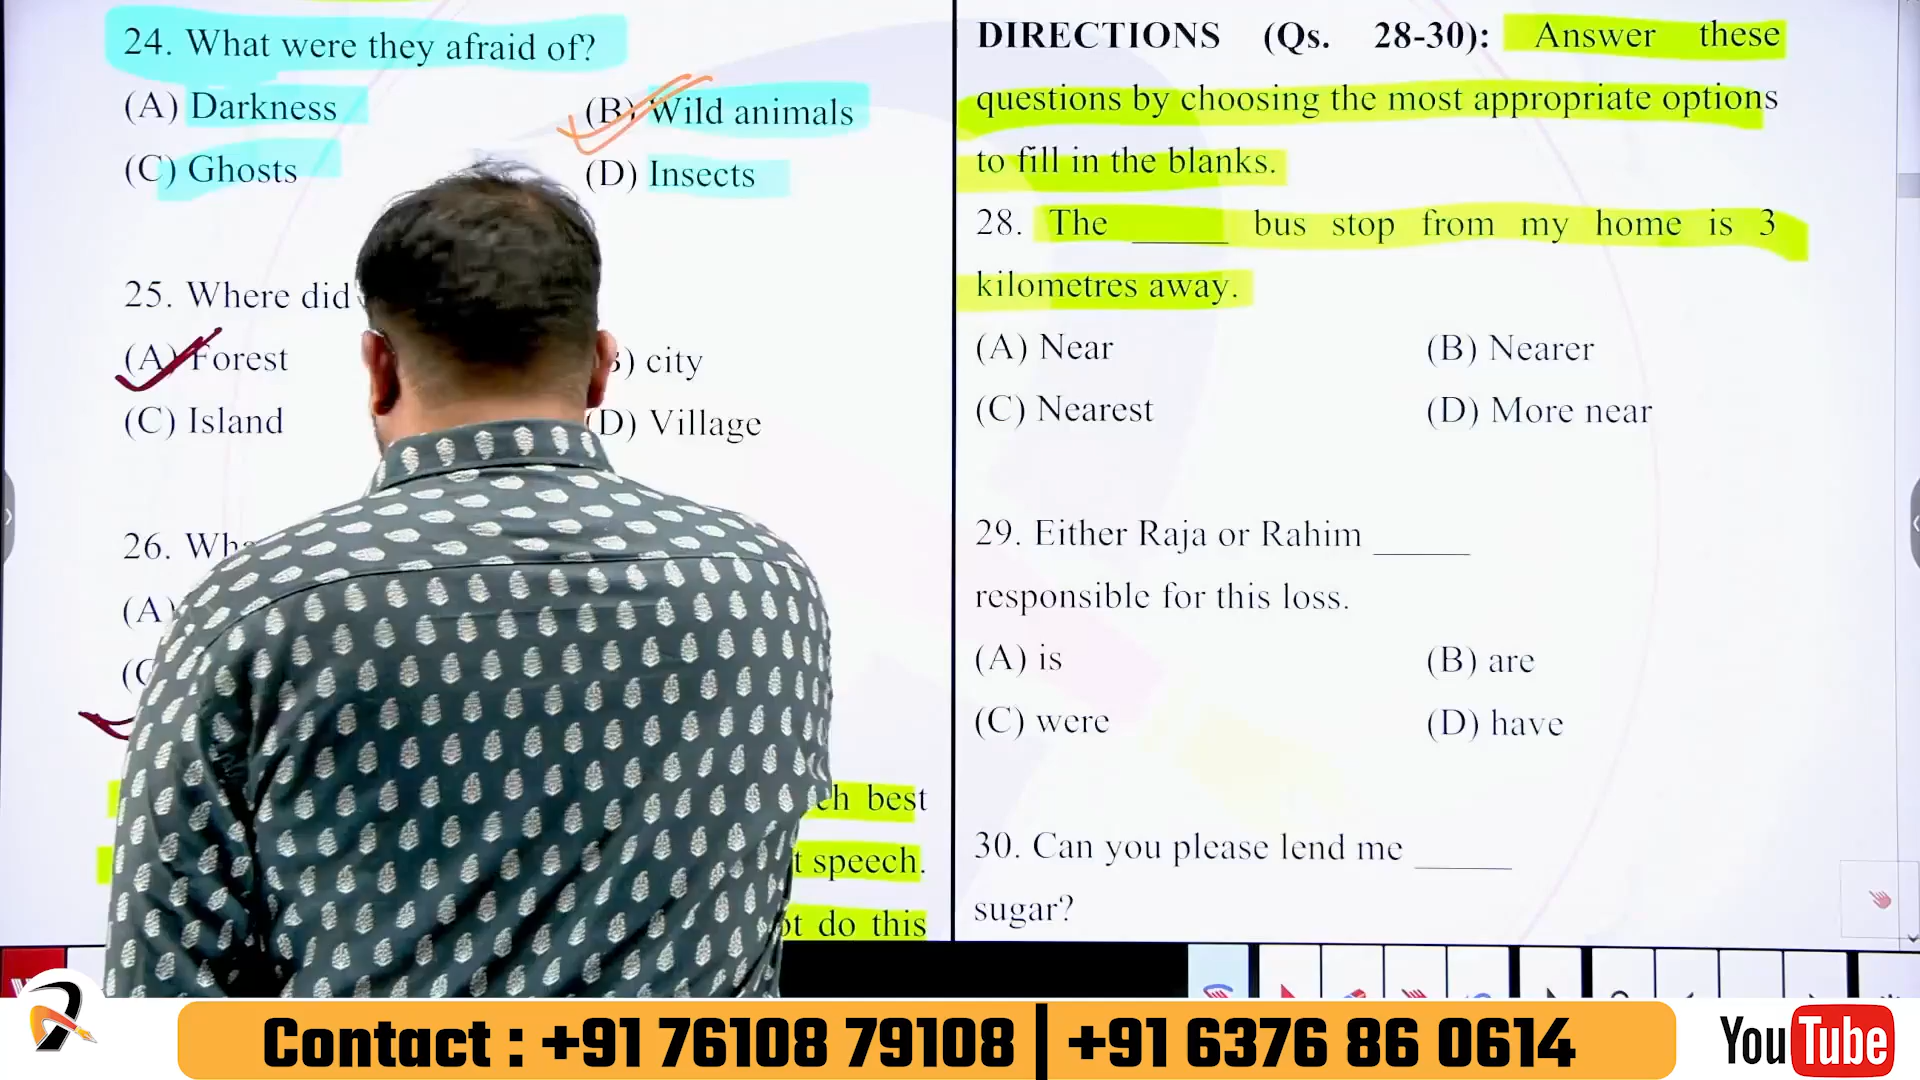 24. What were they afraid of?
(A) Darkness
(B) Wild animals
(C) Ghosts
(D) Insects
25. Where did
(A) Forest
) city
(C) Island
(D) Village
26.
(A)
best
speech.
do this
DIRECTIONS (Qs. 28-30): Answer these
questions by choosing the most appropriate options
to fill in the blanks.
28. The ______ bus stop from my home is 3
kilometres away.
(A) Near
(B) Nearer
(C) Nearest
(D) More near
29. Either Raja or Rahim ______
responsible for this loss.
(A) is
(B) are
(C) were
(D) have
30. Can you please lend me ______
sugar?
Contact : +91 76108 79108 | +91 6376 86 0614
YouTube